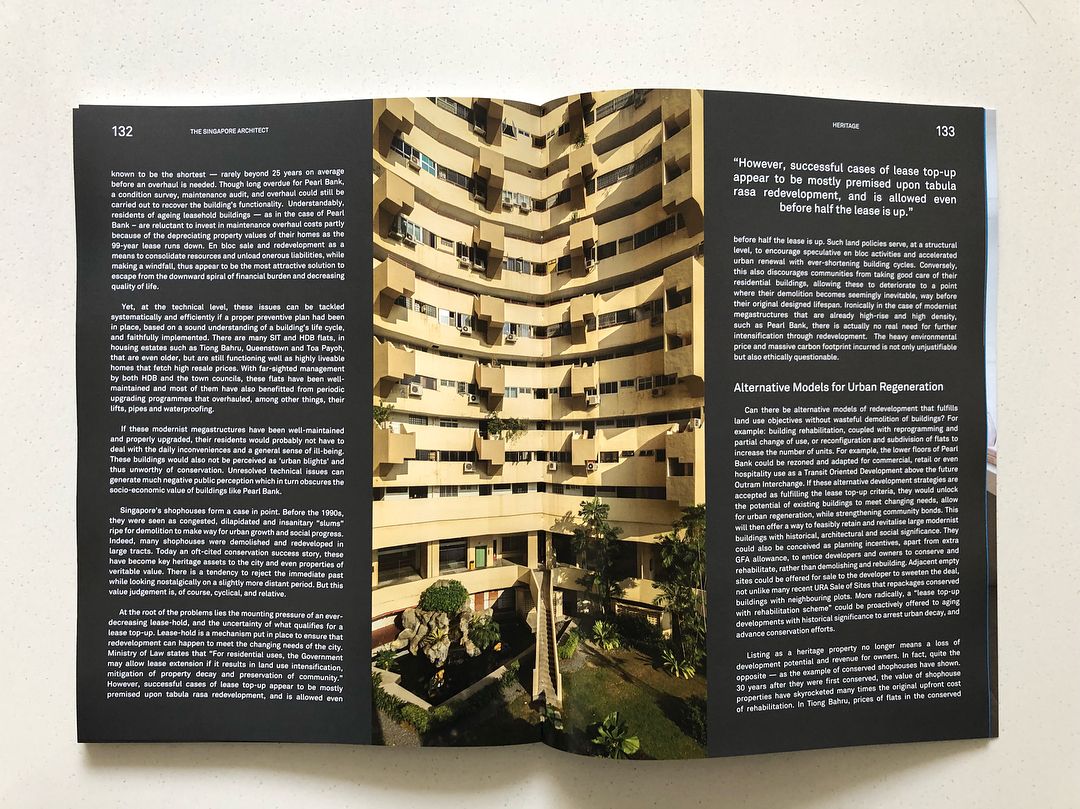 132
THE SINGAPORE ARCHITECT
known to be the shortest — rarely beyond 25 years on average
before an overhaul is needed. Though long overdue for Pearl Bank,
a condition survey, maintenance audit, and overhaul could still be
carried out to recover the building's functionality. Understandably,
residents of ageing leasehold buildings — as in the case of Pearl
Bank – are reluctant to invest in maintenance overhaul costs partly
because of the depreciating property values of their homes as the
99-year lease runs down. En bloc sale and redevelopment as a
means to consolidate resources and unload onerous liabilities, while
making a windfall, thus appear to be the most attractive solution to
escape from the downward spiral of financial burden and decreasing
quality of life.
Yet, at the technical level, these issues can be tackled
systematically and efficiently if a proper preventive plan had been
in place, based on a sound understanding of a building's life cycle,
and faithfully implemented. There are many SIT and HDB flats, in
housing estates such as Tiong Bahru, Queenstown and Toa Payoh,
that are even older, but are still functioning well as highly liveable
homes that fetch high resale prices. With far-sighted management
by both HDB and the town councils, these flats have been well-
maintained and most of them have also benefitted from periodic
upgrading programmes that overhauled, among other things, their
lifts, pipes and waterproofing.
If these modernist megastructures have been well-maintained
and properly upgraded, their residents would probably not have to
deal with the daily inconveniences and a general sense of ill-being.
These buildings would also not be perceived as 'urban blights' and
thus unworthy of conservation. Unresolved technical issues can
generate much negative public perception which in turn obscures the
socio-economic value of buildings like Pearl Bank.
Singapore's shophouses form a case in point. Before the 1990s,
they were seen as congested, dilapidated and insanitary "slums"
ripe for demolition to make way for urban growth and social progress.
Indeed, many shophouses were demolished and redeveloped in
large tracts. Today an oft-cited conservation success story, these
have become key heritage assets to the city and even properties of
veritable value. There is a tendency to reject the immediate past
while looking nostalgically on a slightly more distant period. But this
value judgement is, of course, cyclical, and relative.
At the root of the problems lies the mounting pressure of an ever-
decreasing lease-hold, and the uncertainty of what qualifies for a
lease top-up. Lease-hold is a mechanism put in place to ensure that
redevelopment can happen to meet the changing needs of the city.
Ministry of Law states that "For residential uses, the Government
may allow lease extension if it results in land use intensification,
mitigation of property decay and preservation of community."
However, successful cases of lease top-up appear to be mostly
premised upon tabula rasa redevelopment, and is allowed even
HERITAGE
133
"However, successful cases of lease top-up
appear to be mostly premised upon tabula
rasa redevelopment, and is allowed even
before half the lease is up."
before half the lease is up. Such land policies serve, at a structural
level, to encourage speculative en bloc activities and accelerated
urban renewal with ever-shortening building cycles. Conversely,
this also discourages communities from taking good care of their
residential buildings, allowing these to deteriorate to a point
where their demolition becomes seemingly inevitable, way before
their original designed lifespan. Ironically in the case of modernist
megastructures that are already high-rise and high density,
such as Pearl Bank, there is actually no real need for further
intensification through redevelopment. The heavy environmental
price and massive carbon footprint incurred is not only unjustifiable
but also ethically questionable.
Alternative Models for Urban Regeneration
Can there be alternative models of redevelopment that fulfills
land use objectives without wasteful demolition of buildings? For
example: building rehabilitation, coupled with reprogramming and
partial change of use, or reconfiguration and subdivision of flats to
increase the number of units. For example, the lower floors of Pearl
Bank could be rezoned and adapted for commercial, retail or even
hospitality use as a Transit Oriented Development above the future
Outram Interchange. If these alternative development strategies are
accepted as fulfilling the lease top-up criteria, they would unlock
the potential of existing buildings to meet changing needs, allow
for urban regeneration, while strengthening community bonds. This
will then offer a way to feasibly retain and revitalise large modernist
buildings with historical, architectural and social significance. They
could also be conceived as planning incentives, apart from extra
GFA allowance, to entice developers and owners to conserve and
rehabilitate, rather than demolishing and rebuilding. Adjacent empty
sites could be offered for sale to the developer to sweeten the deal,
not unlike many recent URA Sale of Sites that repackages conserved
buildings with neighbouring plots. More radically, a "lease top-up
with rehabilitation scheme" could be proactively offered to aging
developments with historical significance to arrest urban decay, and
advance conservation efforts.
Listing as a heritage property no longer means a loss of
development potential and revenue for owners. In fact, quite the
opposite — as the example of conserved shophouses have shown.
30 years after they were first conserved, the value of shophouse
properties have skyrocketed many times the original upfront cost
of rehabilitation. In Tiong Bahru, prices of flats in the conserved